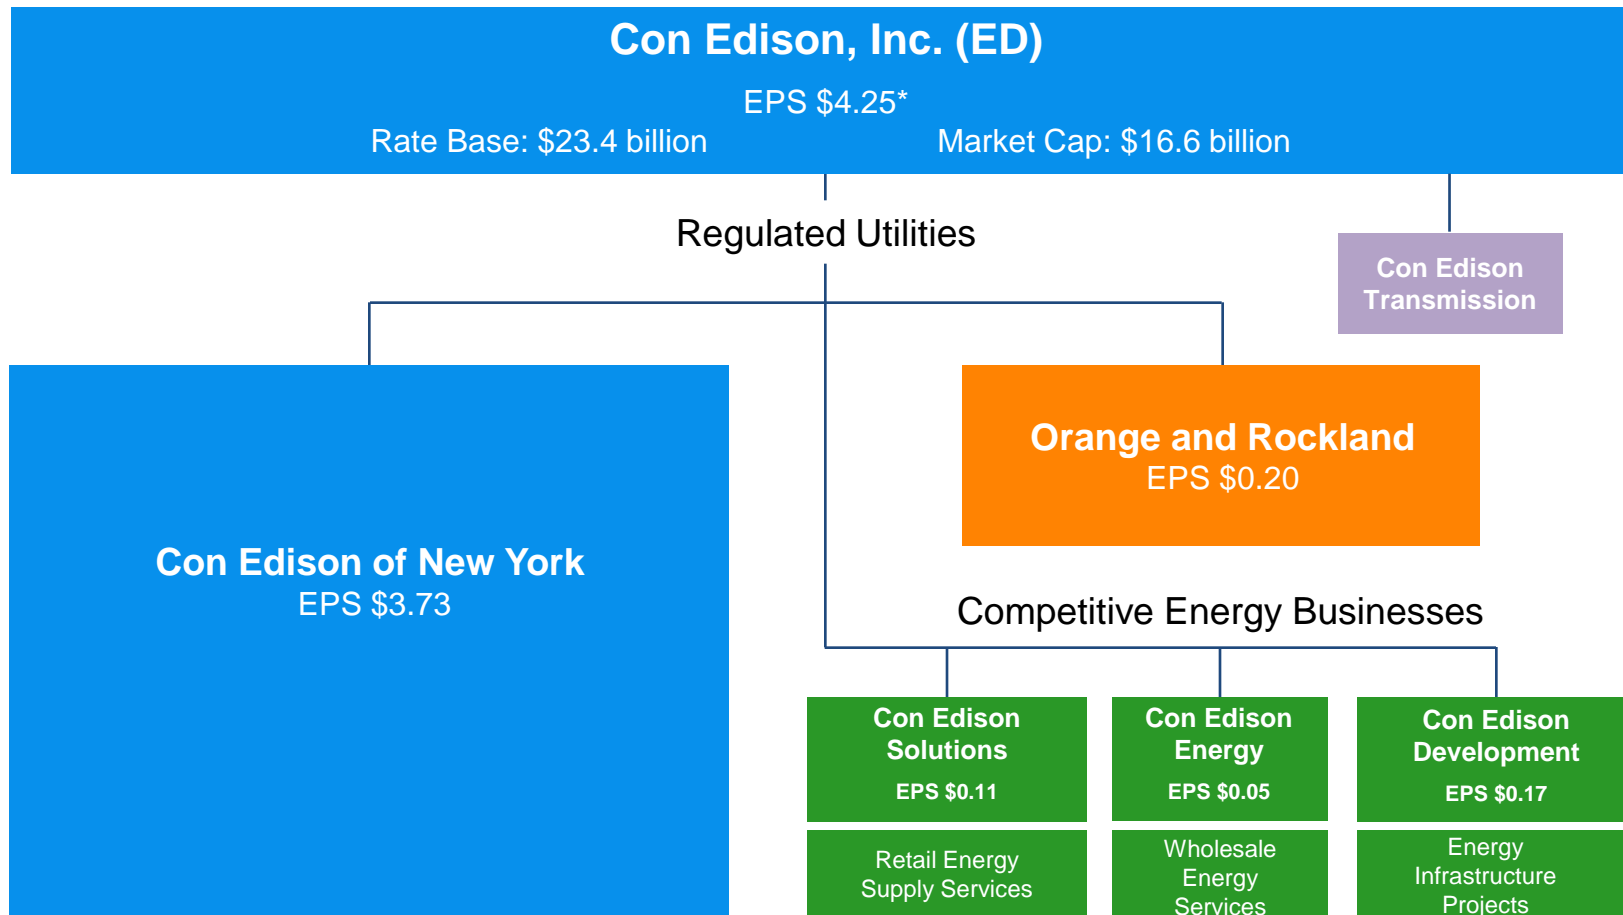 Con Edison, Inc. (ED)
EPS $4.25*
Rate Base: $23.4 billion
Market Cap: $16.6 billion
Regulated Utilities
Con Edison
Transmission
Orange and Rockland
EPS $0.20
Con Edison of New York
EPS $3.73
Competitive Energy Businesses
Con Edison
Solutions
EPS $0.11
Con Edison
Energy
EPS $0.05
Con Edison
Development
EPS $0.17
Retail Energy
Supply Services
Wholesale
Energy
Services
Energy
Infrastructure
Projects